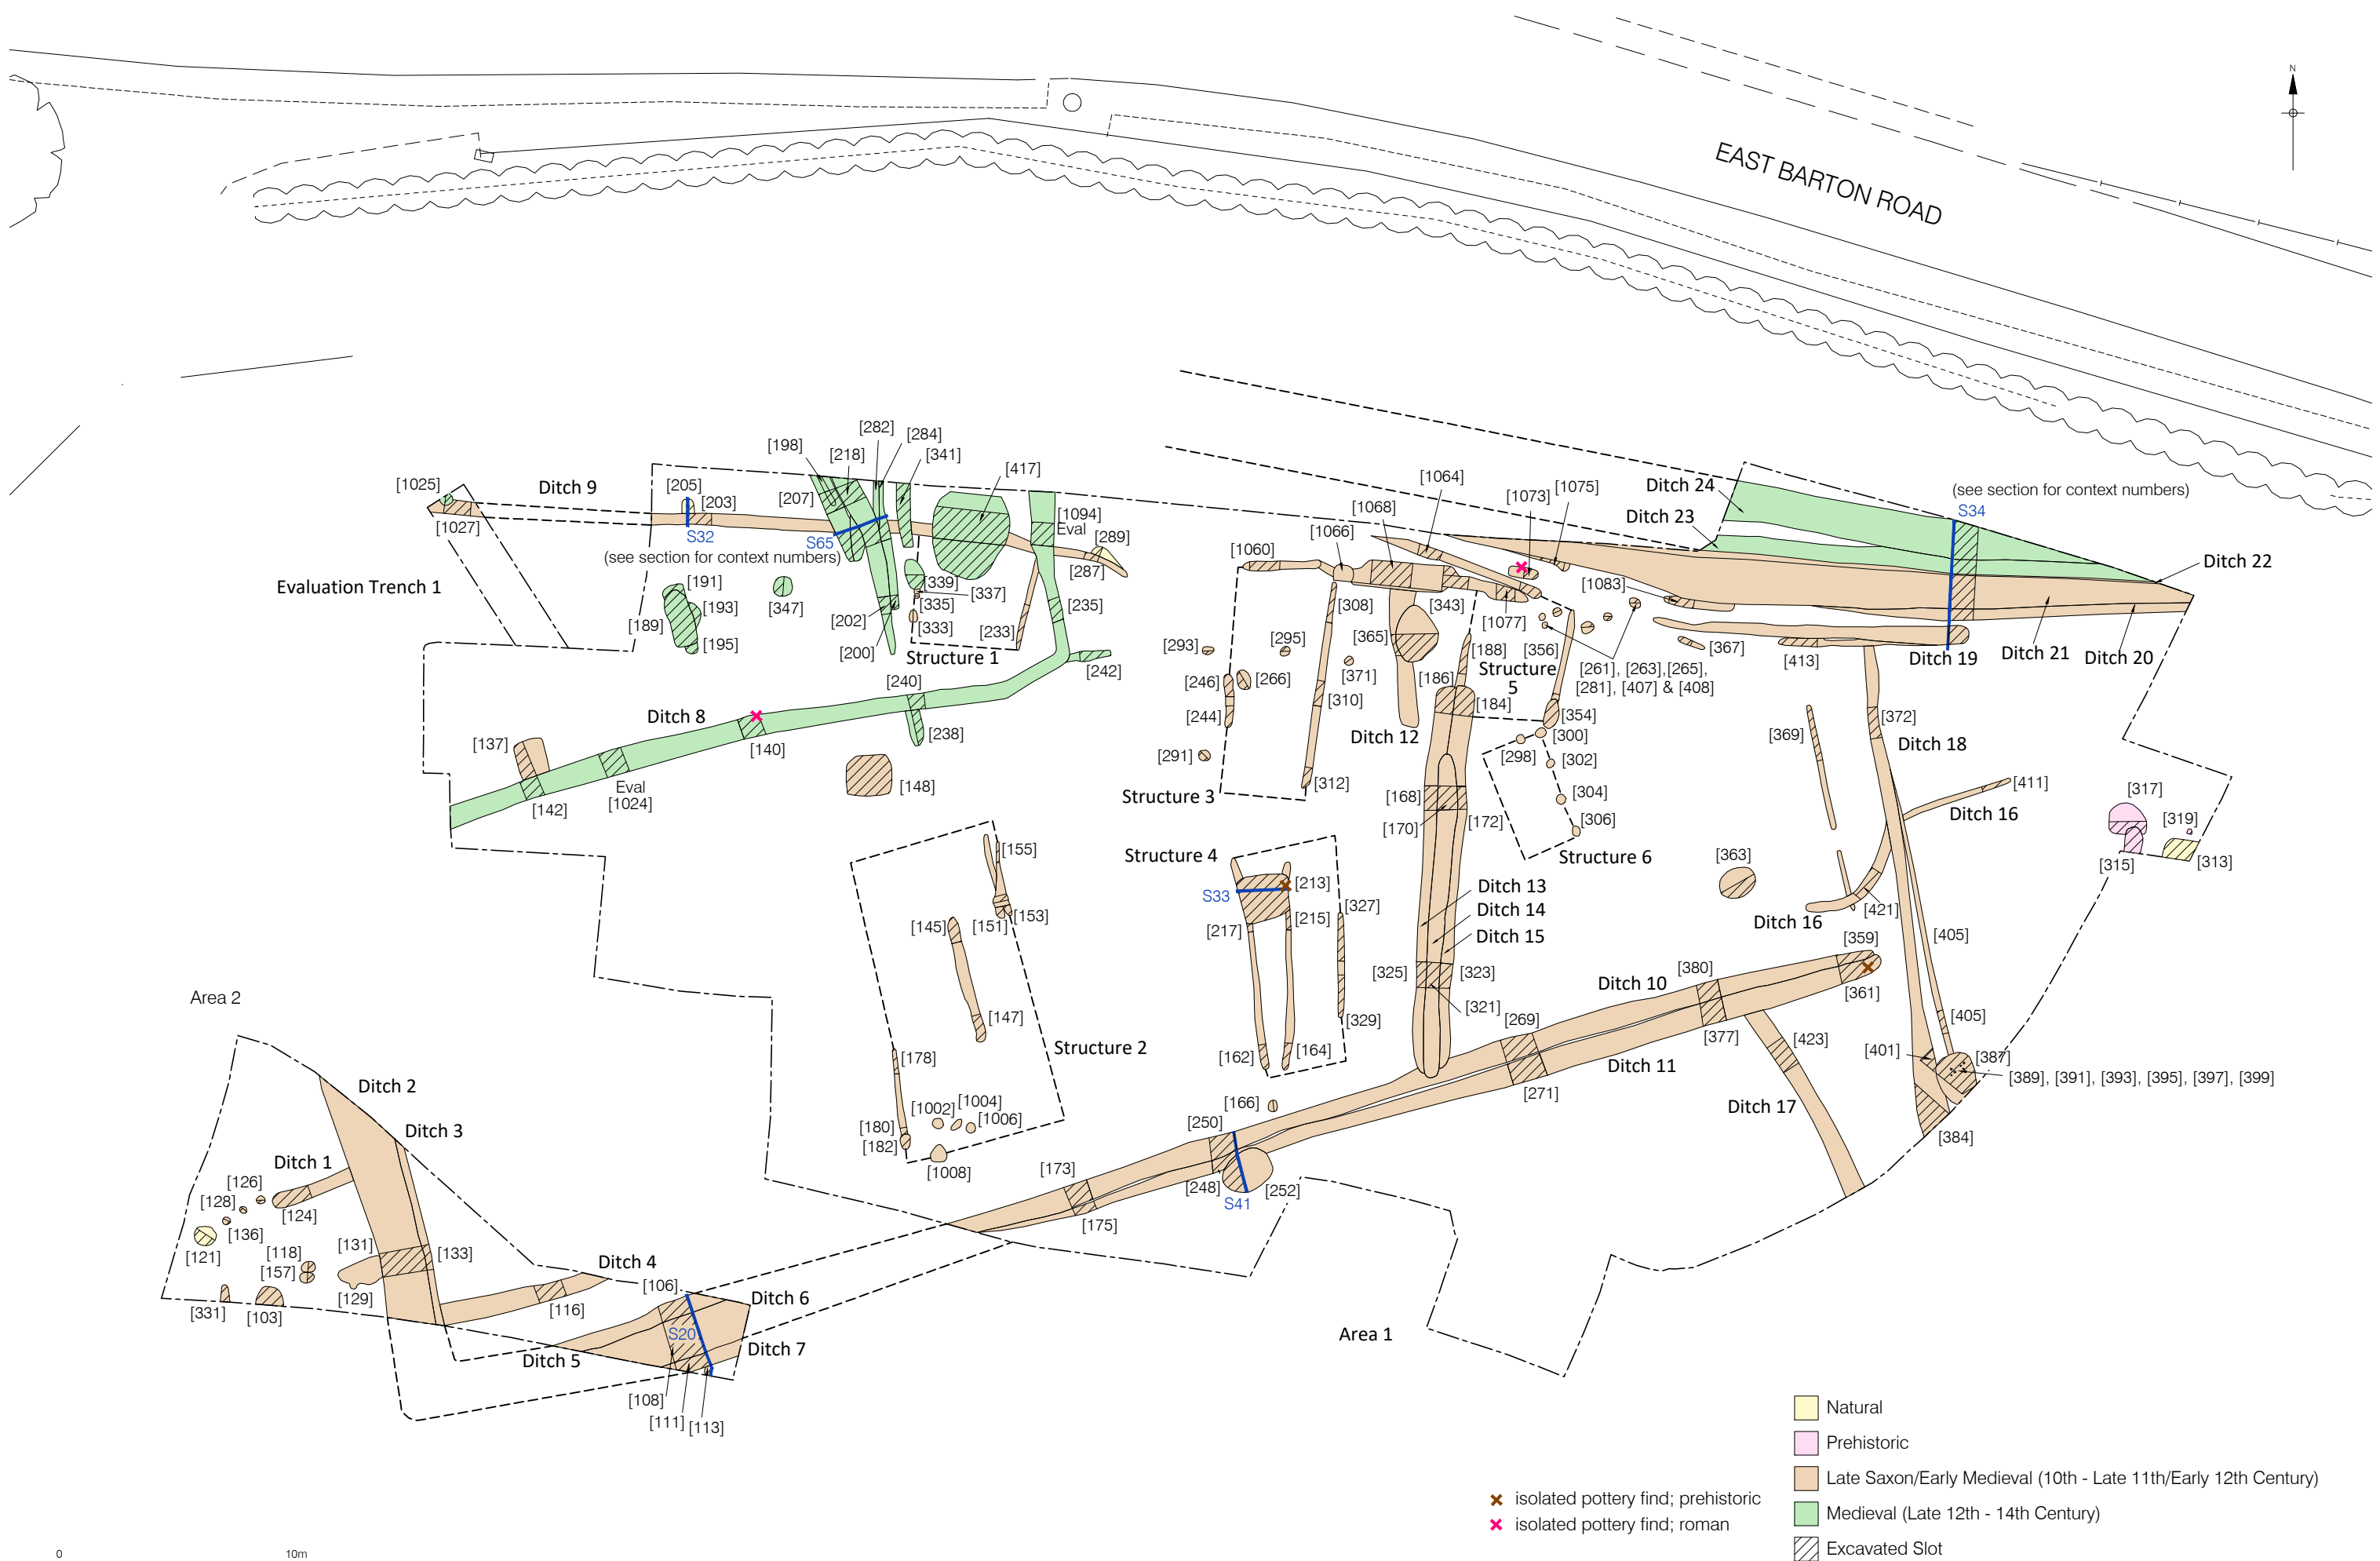 N
EAST BARTON ROAD
[282]
[284]
[198]
[218]
[341]
[417]
[1025]
Ditch 9
[205]
[203]
[207]
[1094]
Eval
[289]
[1027]
S32
S65
(see section for context numbers)
[287]
Evaluation Trench 1
[191]
[193]
[189]
[195]
[347]
[339]
[337]
[335]
[333]
[202]
[200]
[233]
[235]
Structure 1
[242]
[240]
Ditch 8
[238]
[140]
[137]
[142]
Eval
[1024]
[148]
[1064]
[1068]
[1066]
[1060]
[1073]
[1075]
Ditch 24
Ditch 23
(see section for context numbers)
S34
Ditch 22
[1083]
[308]
[343]
[1077]
[365]
[188]
[356]
Structure
5
[261], [263],[265],
[281], [407] & [408]
[367]
[413]
Ditch 19
Ditch 21
Ditch 20
[293]
[295]
[371]
[246]
[266]
[244]
[310]
[186]
[184]
[354]
[300]
[298]
[302]
[304]
[306]
[291]
Ditch 12
[312]
Structure 3
[168]
[170]
[172]
Structure 6
[369]
[372]
Ditch 18
[411]
Ditch 16
[317]
[319]
[315]
[313]
[363]
[421]
Ditch 16
[405]
[155]
[153]
[151]
[145]
[147]
Structure 2
[178]
[180]
[182]
[1002]
[1004]
[1006]
[1008]
Structure 4
[213]
S33
[215]
[217]
[327]
[329]
[162]
[164]
Ditch 13
Ditch 14
Ditch 15
[325]
[323]
[321]
[359]
[361]
[380]
[377]
Ditch 10
[269]
Ditch 11
[271]
[423]
Ditch 17
[405]
[401]
[387]
[389], [391], [393], [395], [397], [399]
[384]
[166]
[250]
[248]
[252]
S41
[173]
[175]
Area 2
Ditch 2
Ditch 3
Ditch 1
[126]
[128]
[124]
[136]
[121]
[118]
[157]
[131]
[133]
[129]
[331]
[103]
Ditch 4
[116]
[106]
Ditch 6
S20
Ditch 7
Ditch 5
[108]
[111]
[113]
Area 1
Natural
Prehistoric
Late Saxon/Early Medieval (10th - Late 11th/Early 12th Century)
Medieval (Late 12th - 14th Century)
Excavated Slot
isolated pottery find; prehistoric
isolated pottery find; roman
0
10m